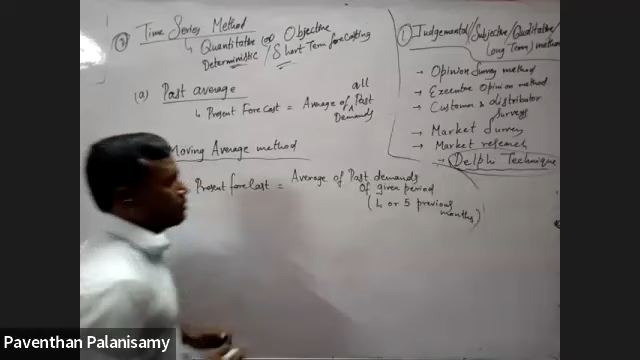 ② Time Series Method
↳ Quantitative (or) Objective
Deterministic / Short Term forecasting
(a) Past average
↳ Present Forecast = Average of all Past Demands
Moving Average method
Present forecast = Average of Past demands
of given period
(4 or 5 previous
months)
① Judgemental/Subjective/Qualitative/
Long Term) method
→ Opinion Survey method
→ Executive Opinion method
→ Customer & distributor
Surveys
→ Market Survey
→ Market research
→ Delphi Technique
Paventhan Palanisamy